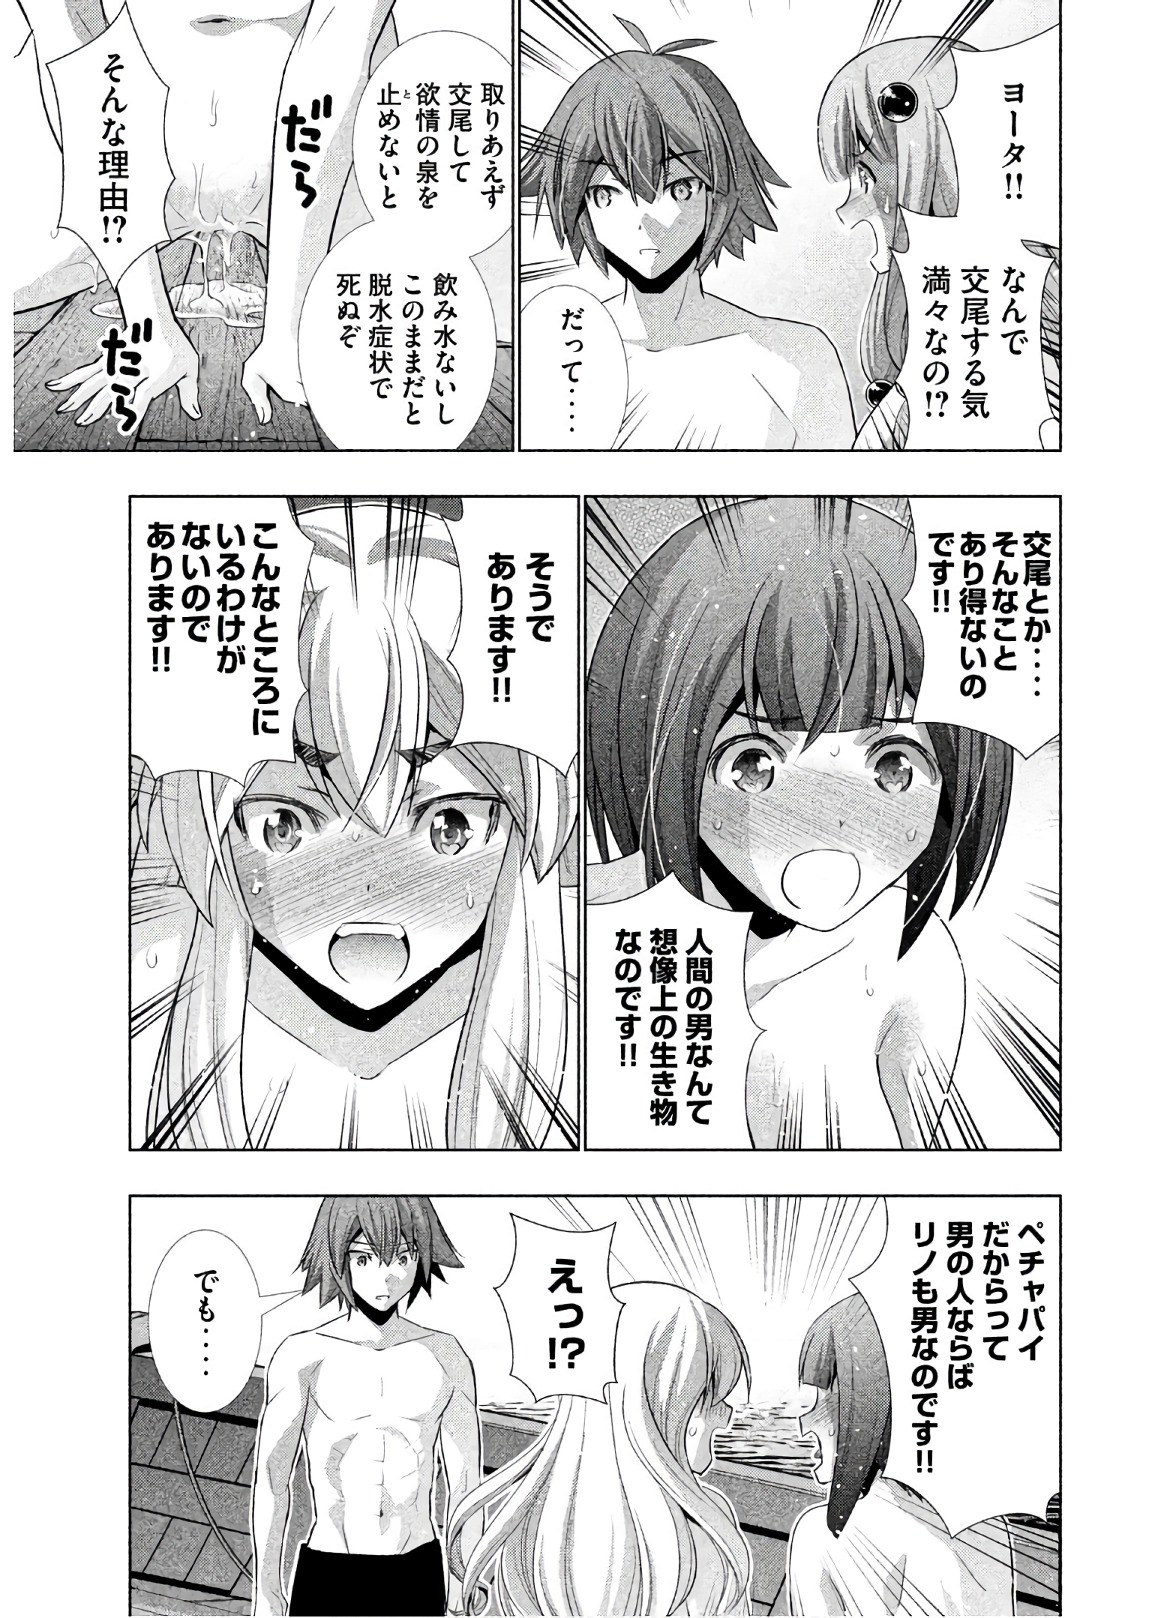 ヨータ!!
なんで
交尾する気
満々なの!?
だって‥‥
取りあえず
交尾して
欲情の泉を
止めないと
と
飲み水ないし
このままだと
脱水症状で
死ぬぞ
だら
だら
そんな理由!?
交尾とか‥‥
そんなこと
あり得ないの
です!!
人間の男なんて
想像上の生き物
なのです!!
そうで
あります!!
こんなところに
いるわけが
ないので
あります!!
ペチャパイ
だからって
男の人ならば
リノも男なのです!!
えっ!?
でも‥‥